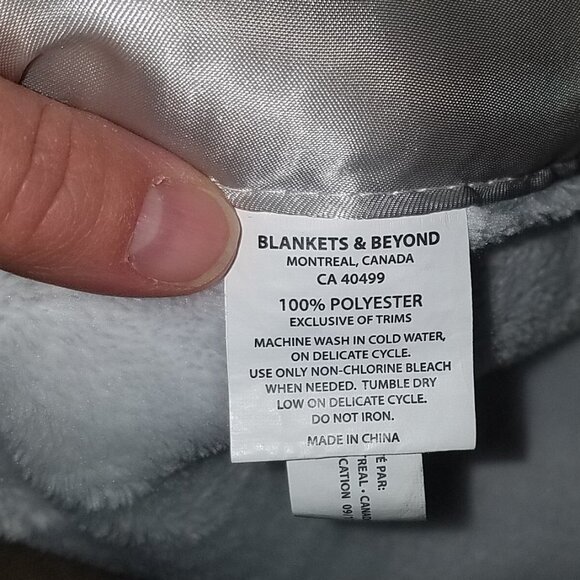 BLANKETS & BEYOND
MONTREAL, CANADA
CA 40499
100% POLYESTER
EXCLUSIVE OF TRIMS
MACHINE WASH IN COLD WATER,
ON DELICATE CYCLE.
USE ONLY NON-CHLORINE BLEACH
WHEN NEEDED. TUMBLE DRY
LOW ON DELICATE CYCLE.
DO NOT IRON.
MADE IN CHINA
PAR: